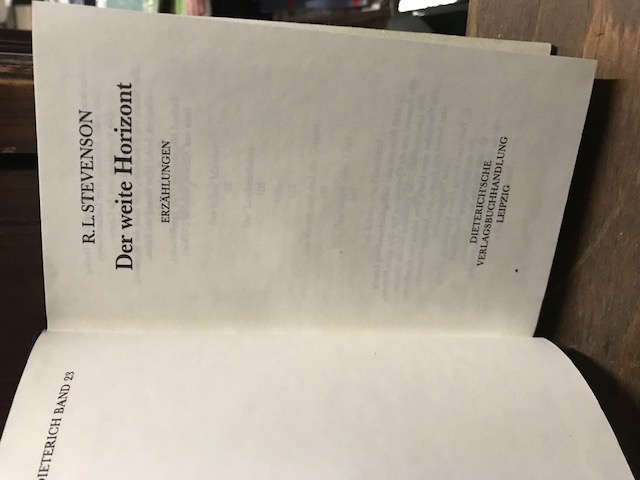 R. L. STEVENSON
Der weite Horizont
ERZÄHLUNGEN
DIETERICH'SCHE
VERLAGSBUCHHANDLUNG
LEIPZIG
DIETERICH BAND 23